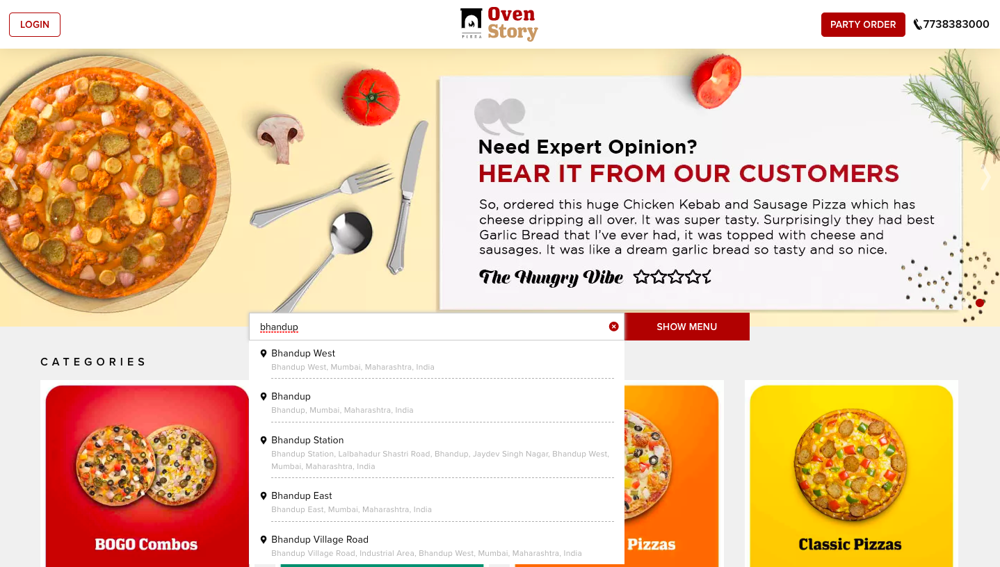 LOGIN
Oven
Story
PIZZA
PARTY ORDER
7738383000
Need Expert Opinion?
HEAR IT FROM OUR CUSTOMERS
So, ordered this huge Chicken Kebab and Sausage Pizza which has
cheese dripping all over. It was super tasty. Surprisingly they had best
Garlic Bread that I've ever had, it was topped with cheese and
sausages. It was like a dream garlic bread so tasty and so nice.
The Hungry Vibe
bhandup
SHOW MENU
CATEGORIES
Bhandup West
Bhandup West, Mumbai, Maharashtra, India
Bhandup
Bhandup, Mumbai, Maharashtra, India
Bhandup Station
Bhandup Station, Lalbahadur Shastri Road, Bhandup, Jaydev Singh Nagar, Bhandup West,
Mumbai, Maharashtra, India
Bhandup East
Bhandup East, Mumbai, Maharashtra, India
Bhandup Village Road
Bhandup Village Road, Industrial Area, Bhandup West, Mumbai, Maharashtra, India
BOGO Combos
Pizzas
Classic Pizzas